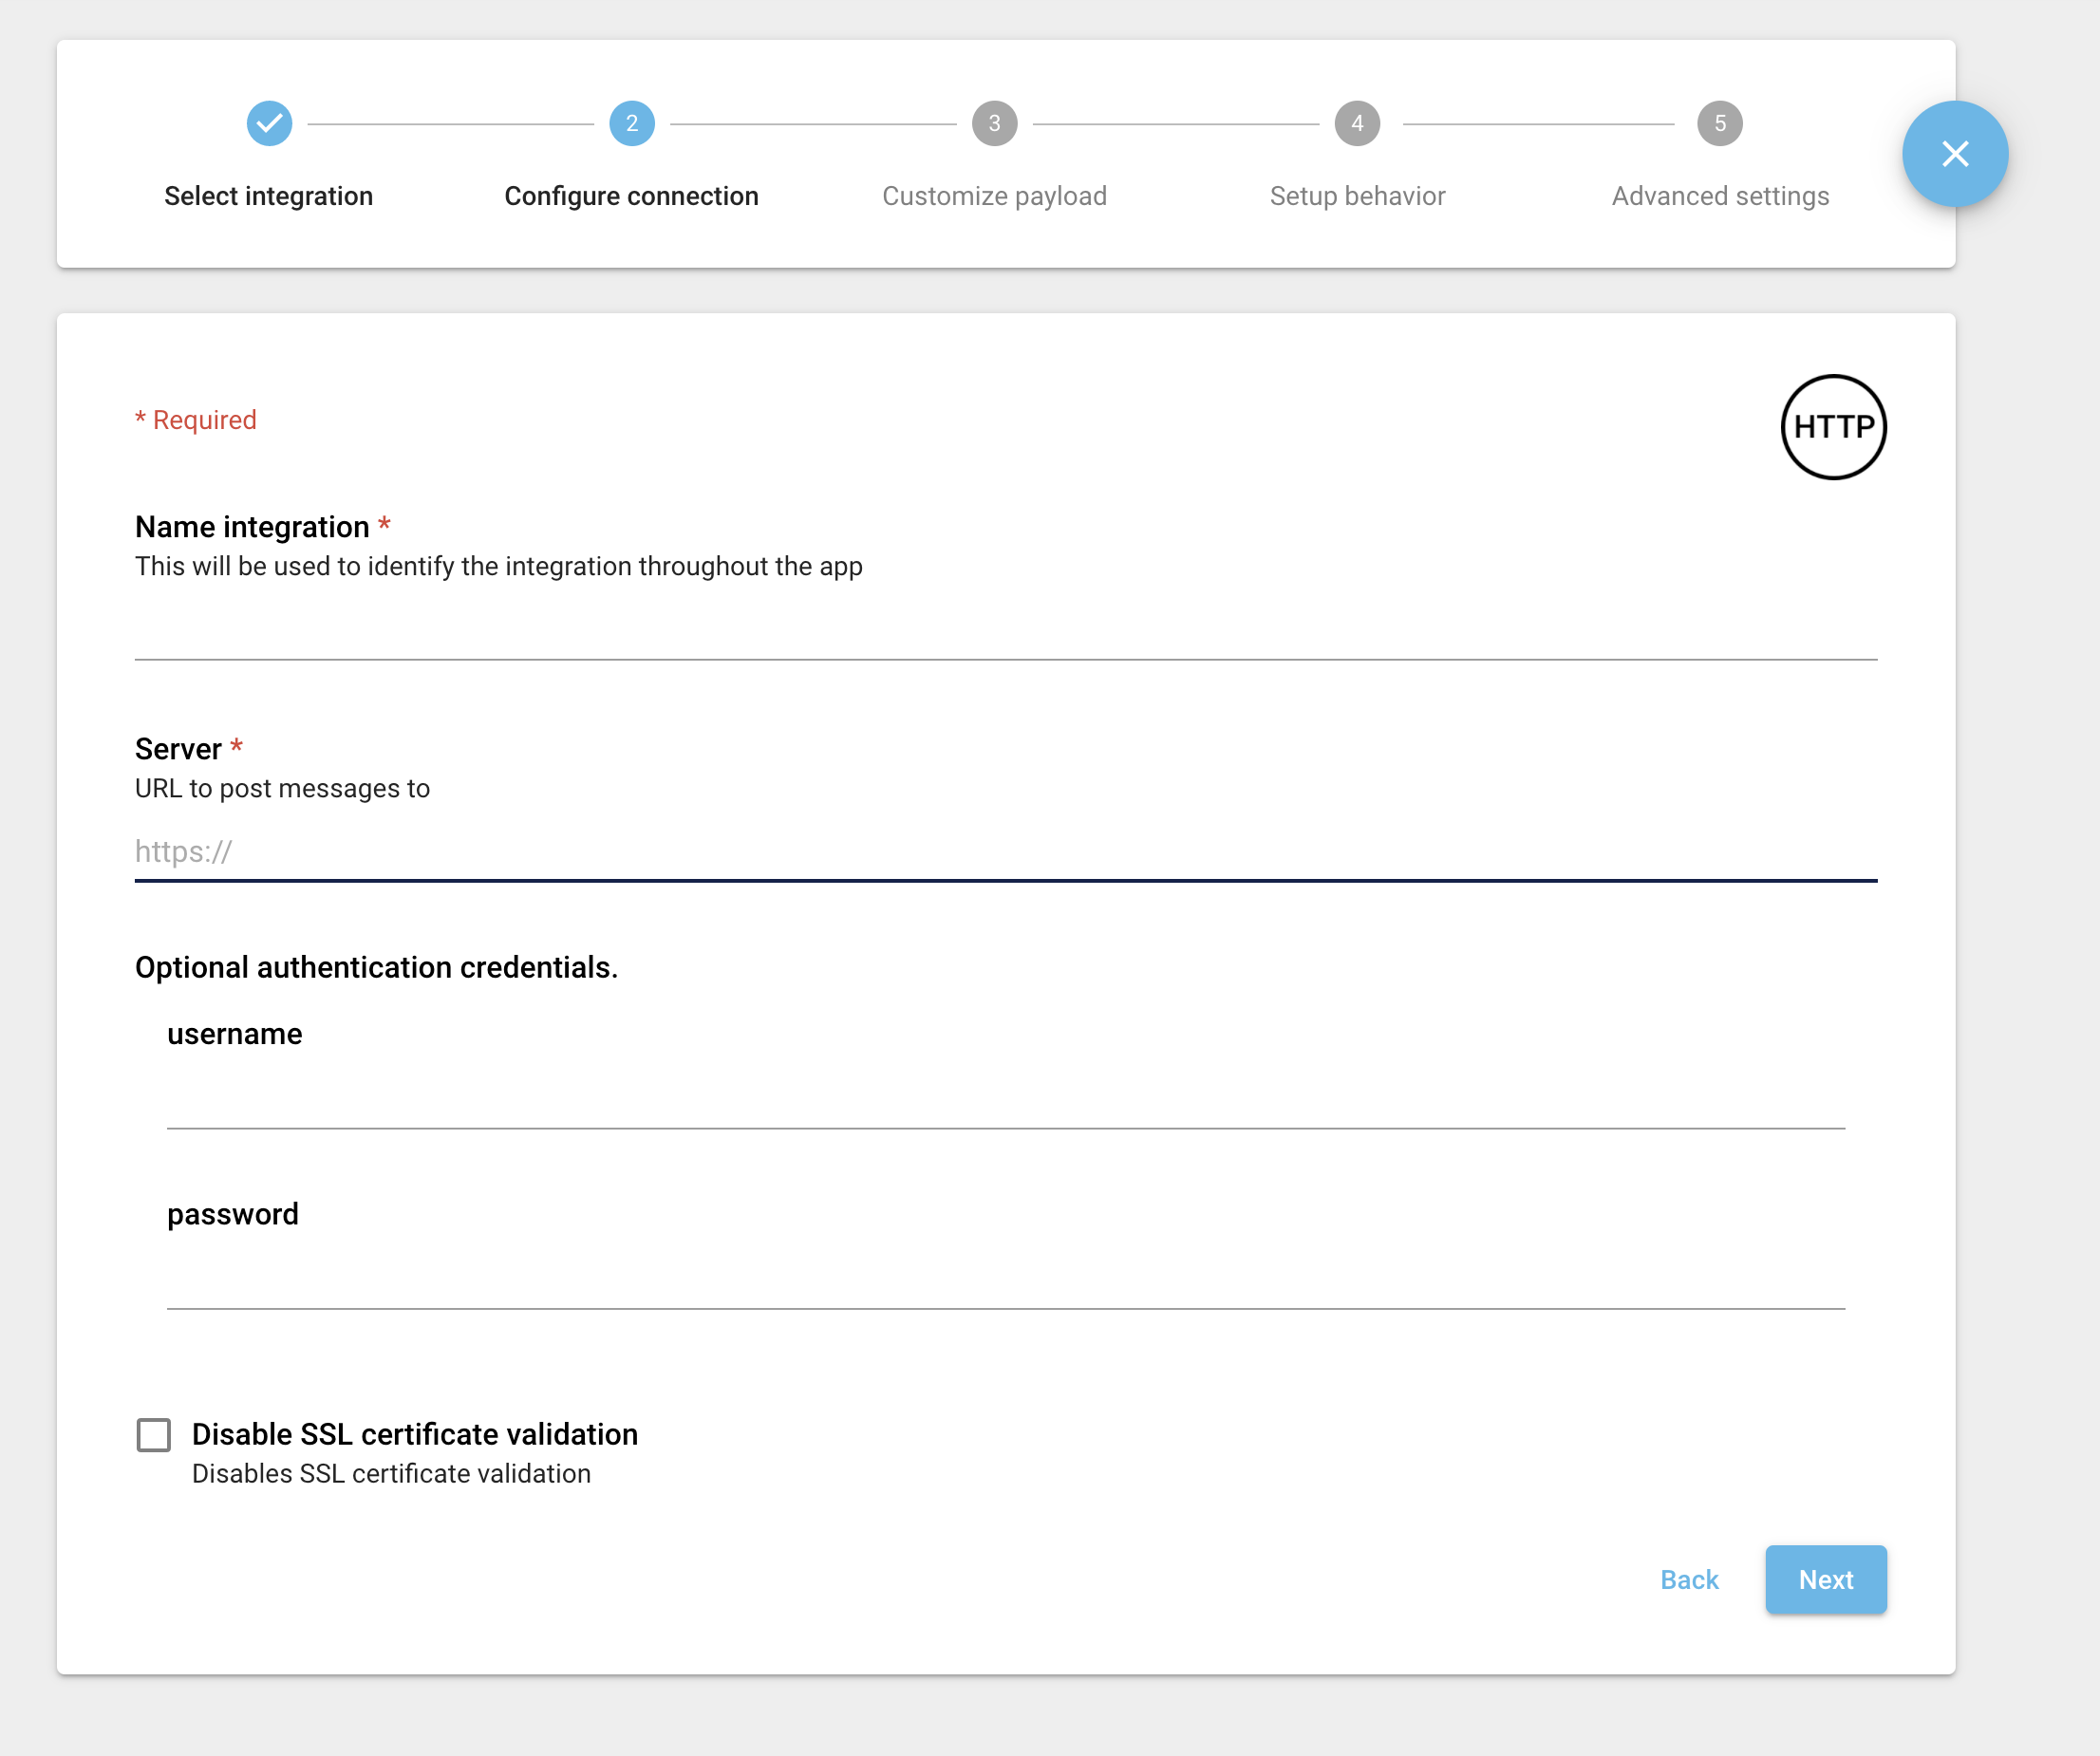 2
3
4
5
Select integration
Configure connection
Customize payload
Setup behavior
Advanced settings
* Required
HTTP
Name integration *
This will be used to identify the integration throughout the app
Server *
URL to post messages to
https://
Optional authentication credentials.
username
password
Disable SSL certificate validation
Disables SSL certificate validation
Back
Next